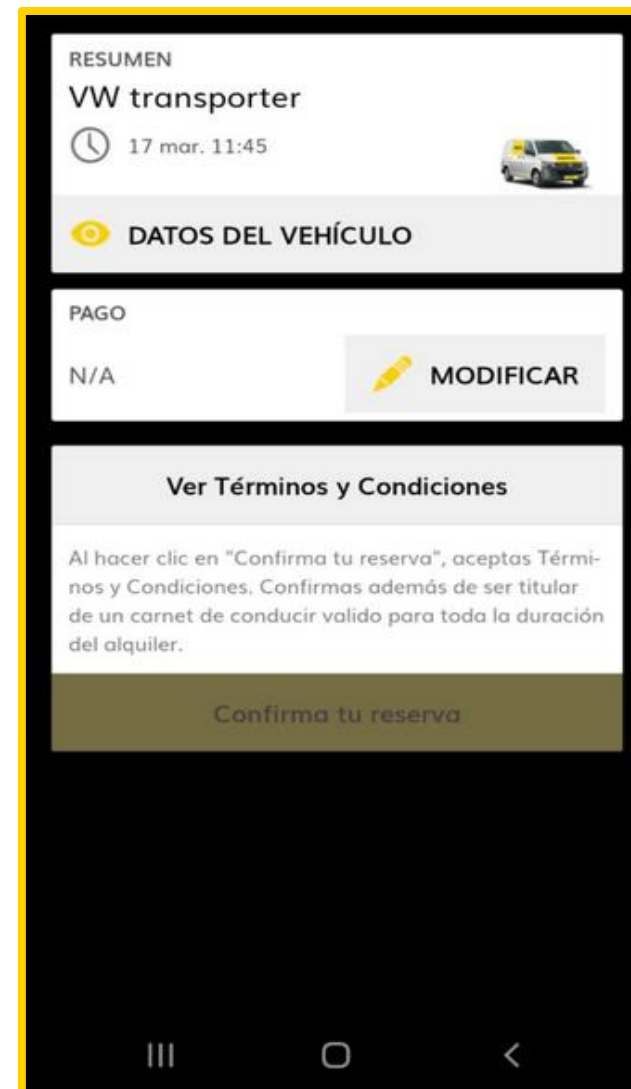 RESUMEN
VW transporter
17 mar. 11:45
DATOS DEL VEHÍCULO
PAGO
N/A
MODIFICAR
Ver Términos y Condiciones
Al hacer clic en "Confirma tu reserva", aceptas Térmi-
nos y Condiciones. Confirmas además de ser titular
de un carnet de conducir valido para toda la duración
del alquiler.
Confirma tu reserva